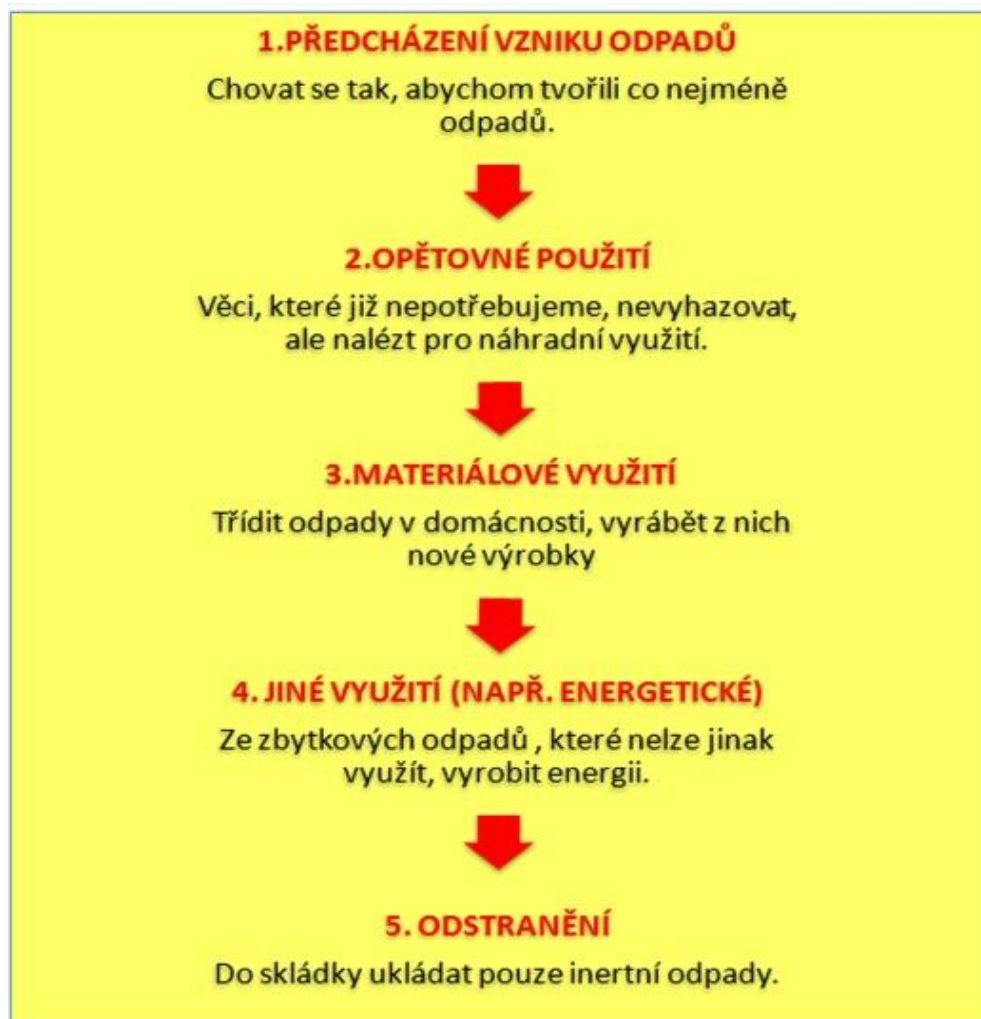 1.PŘEDCHÁZENÍ VZNIKU ODPADŮ
Chovat se tak, abychom tvořili co nejméně
odpadů.
2.OPĚTOVNÉ POUŽITÍ
Věci, které již nepotřebujeme, nevyhazovat,
ale nalézt pro náhradní využití.
3.MATERIÁLOVÉ VYUŽITÍ
Třídit odpady v domácnosti, vyrábět z nich
nové výrobky
4. JINÉ VYUŽITÍ (NAPŘ. ENERGETICKÉ)
Ze zbytkových odpadů , které nelze jinak
využít, vyrobit energii.
5. ODSTRANĚNÍ
Do skládky ukládat pouze inertní odpady.